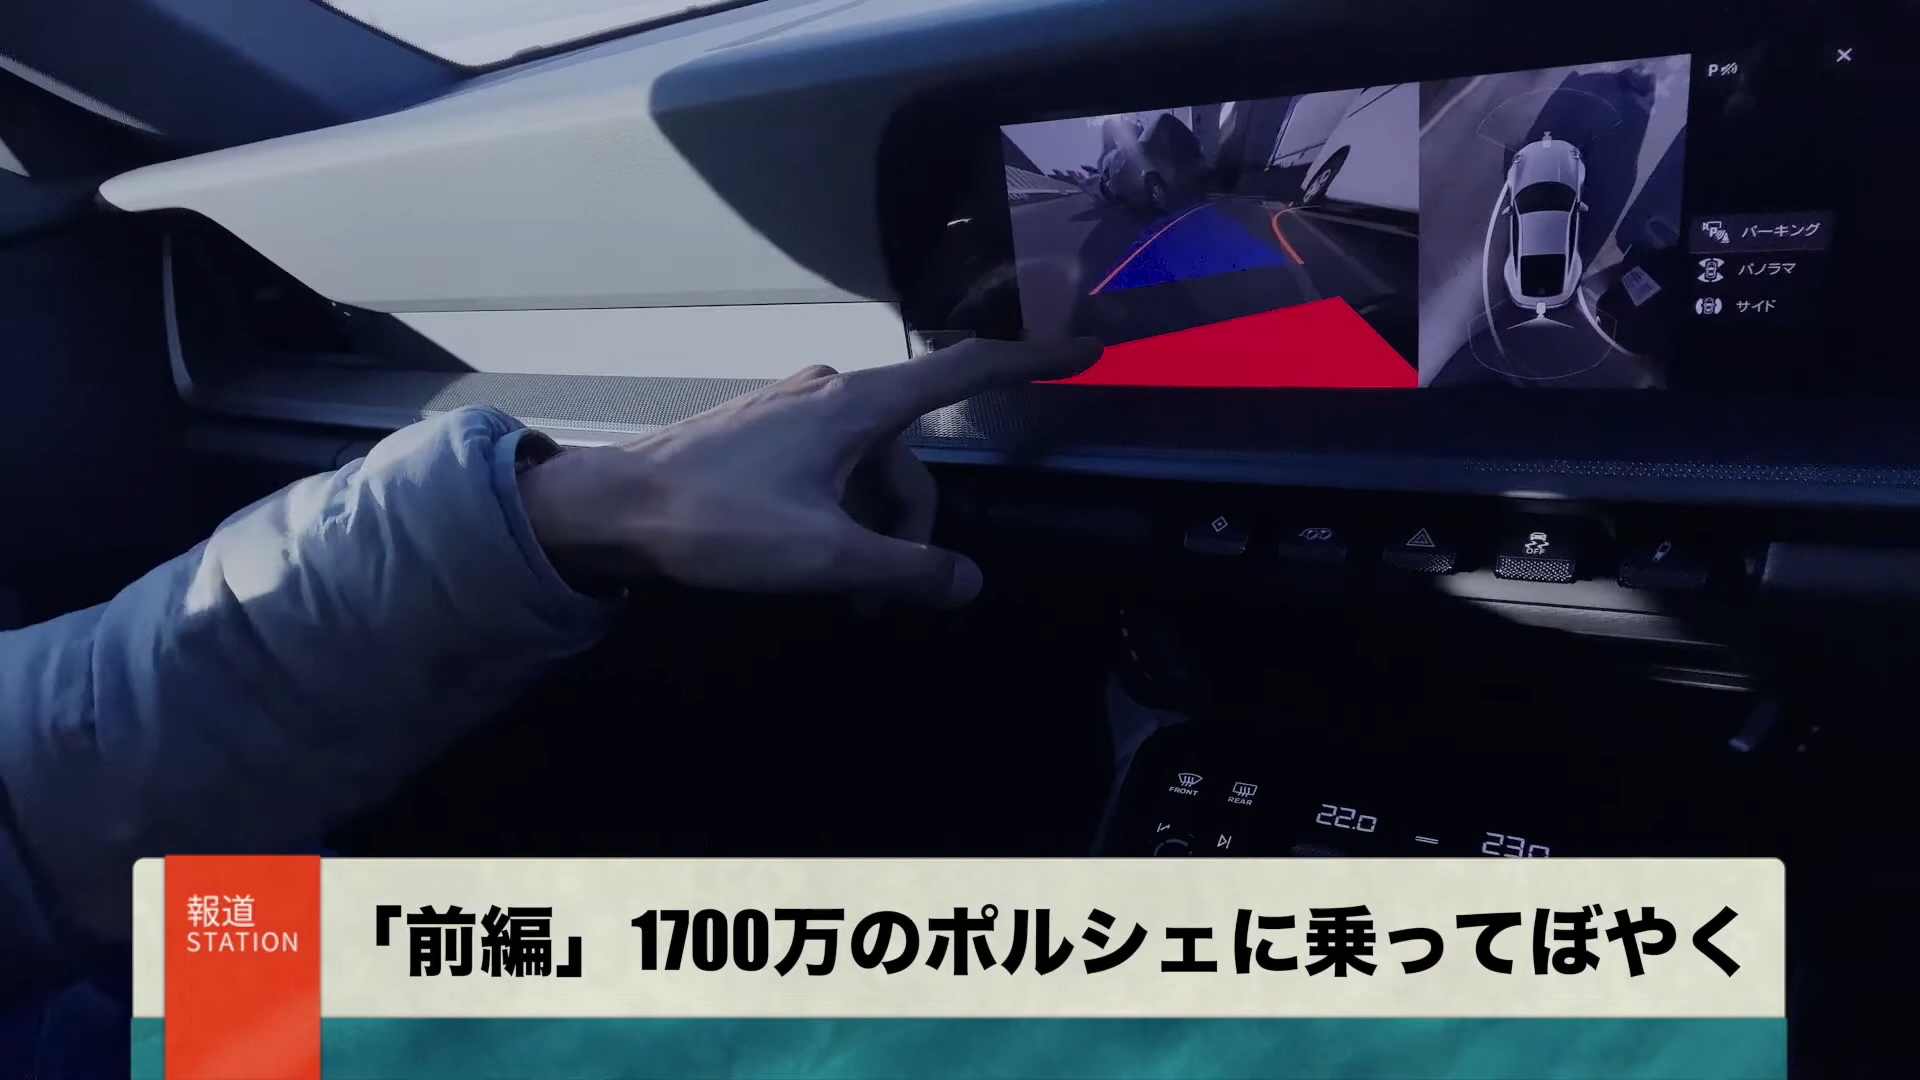 P
パーキング
パノラマ
サイド
OFF
FRONT
REAR
22.0
23.0
報道
STATION
「前編」1700万のポルシェに乗ってぼやく